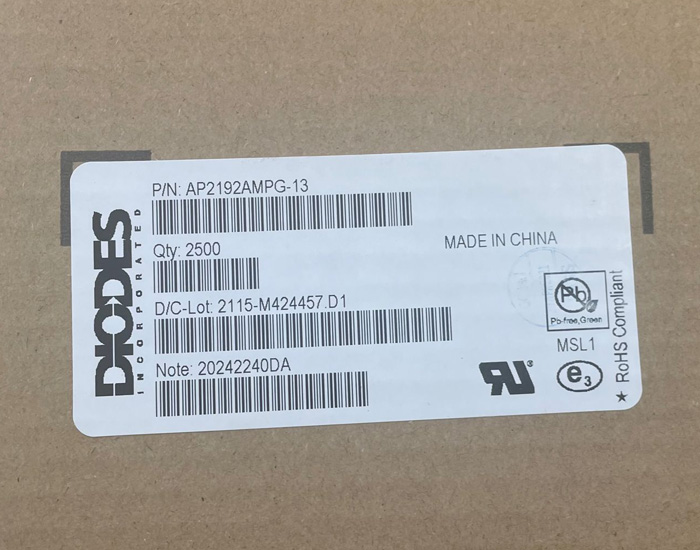 DIODES
INCORPORATED
P/N: AP2192AMPG-13
Qty: 2500
MADE IN CHINA
D/C-Lot: 2115-M424457.D1
Pb
Pb-free,Green
MSL1
Note: 20242240DA
e3
★ RoHS Compliant